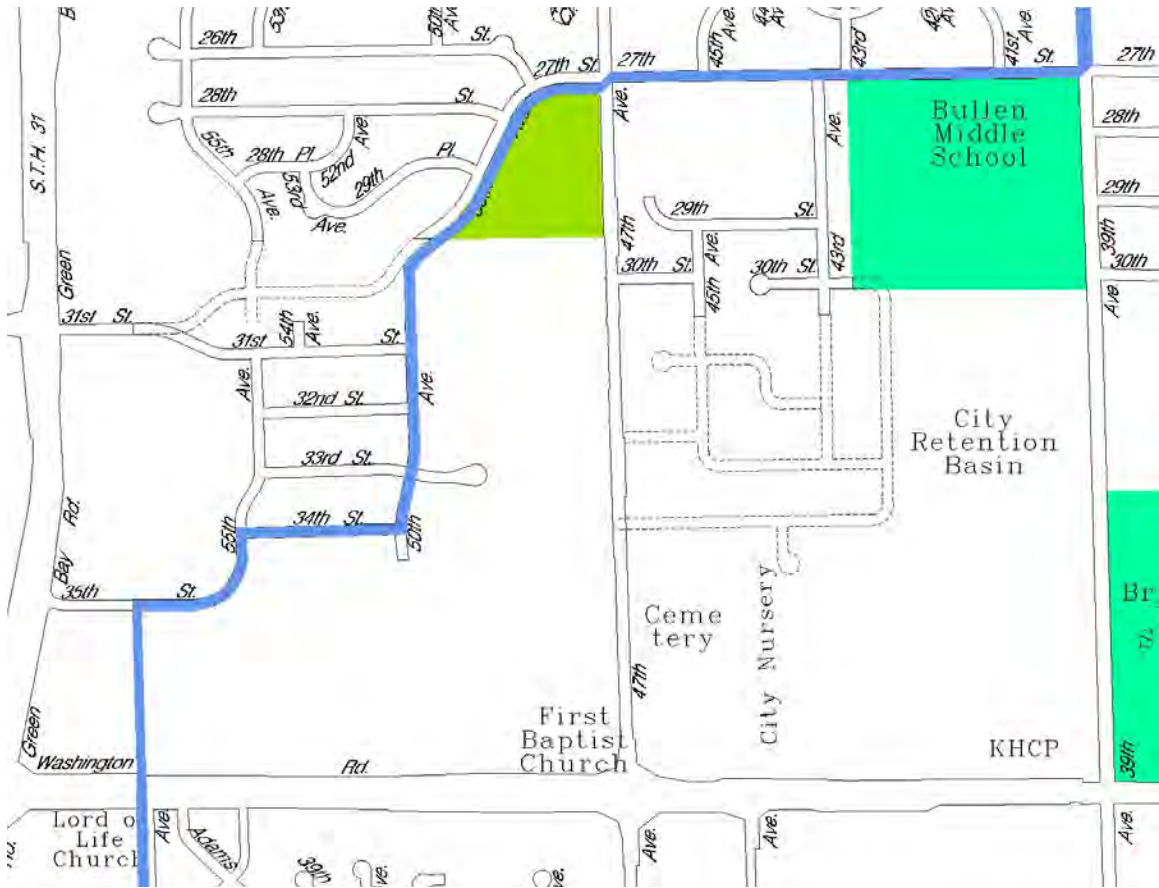 26th
St.
27th St.
27th
45th
Ave.
43rd
41st
St.
27th
28th
St.
Ave.
Ave.
Bullen
Middle
School
28th
S.T.H. 31
55th
Ave.
28th Pl.
53rd
Ave.
52nd
Ave.
29th
Pl.
29th
St.
47th
45th
Ave.
43rd
29th
39th
Ave.
30th St.
30th St.
30th
Green
31st St.
54th
Ave.
31st
St.
Ave.
32nd St.
Ave.
City
Retention
Basin
33rd St.
34th St.
55th
50th
Bay
Rd.
35th
St.
Ceme
tery
City Nursery
Br
47th
First
Baptist
Church
KHCP
Green
Washington
Rd.
39th
Lord o
Life
Church
Ave.
Adams
39th
Ave.
Ave.
Ave.